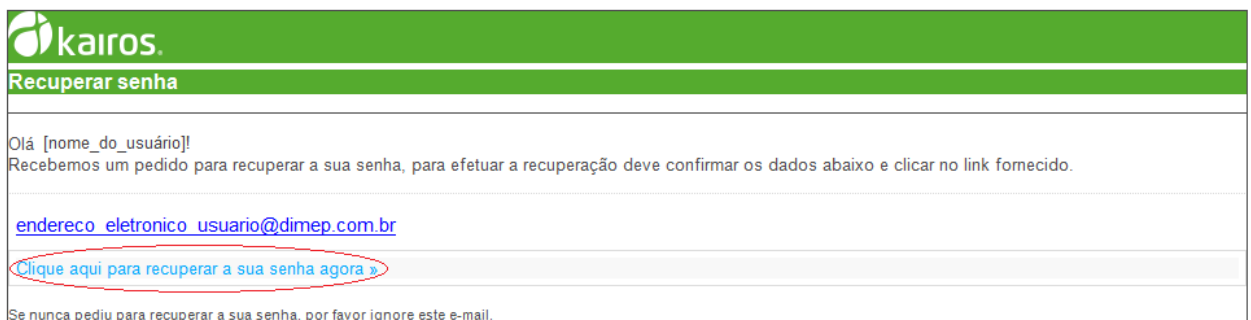 kairos.
Recuperar senha
Olá [nome_do_usuário]!
Recebemos um pedido para recuperar a sua senha, para efetuar a recuperação deve confirmar os dados abaixo e clicar no link fornecido.
endereco_eletronico_usuario@dimep.com.br
Clique aqui para recuperar a sua senha agora »
Se nunca pediu para recuperar a sua senha, por favor ignore este e-mail.